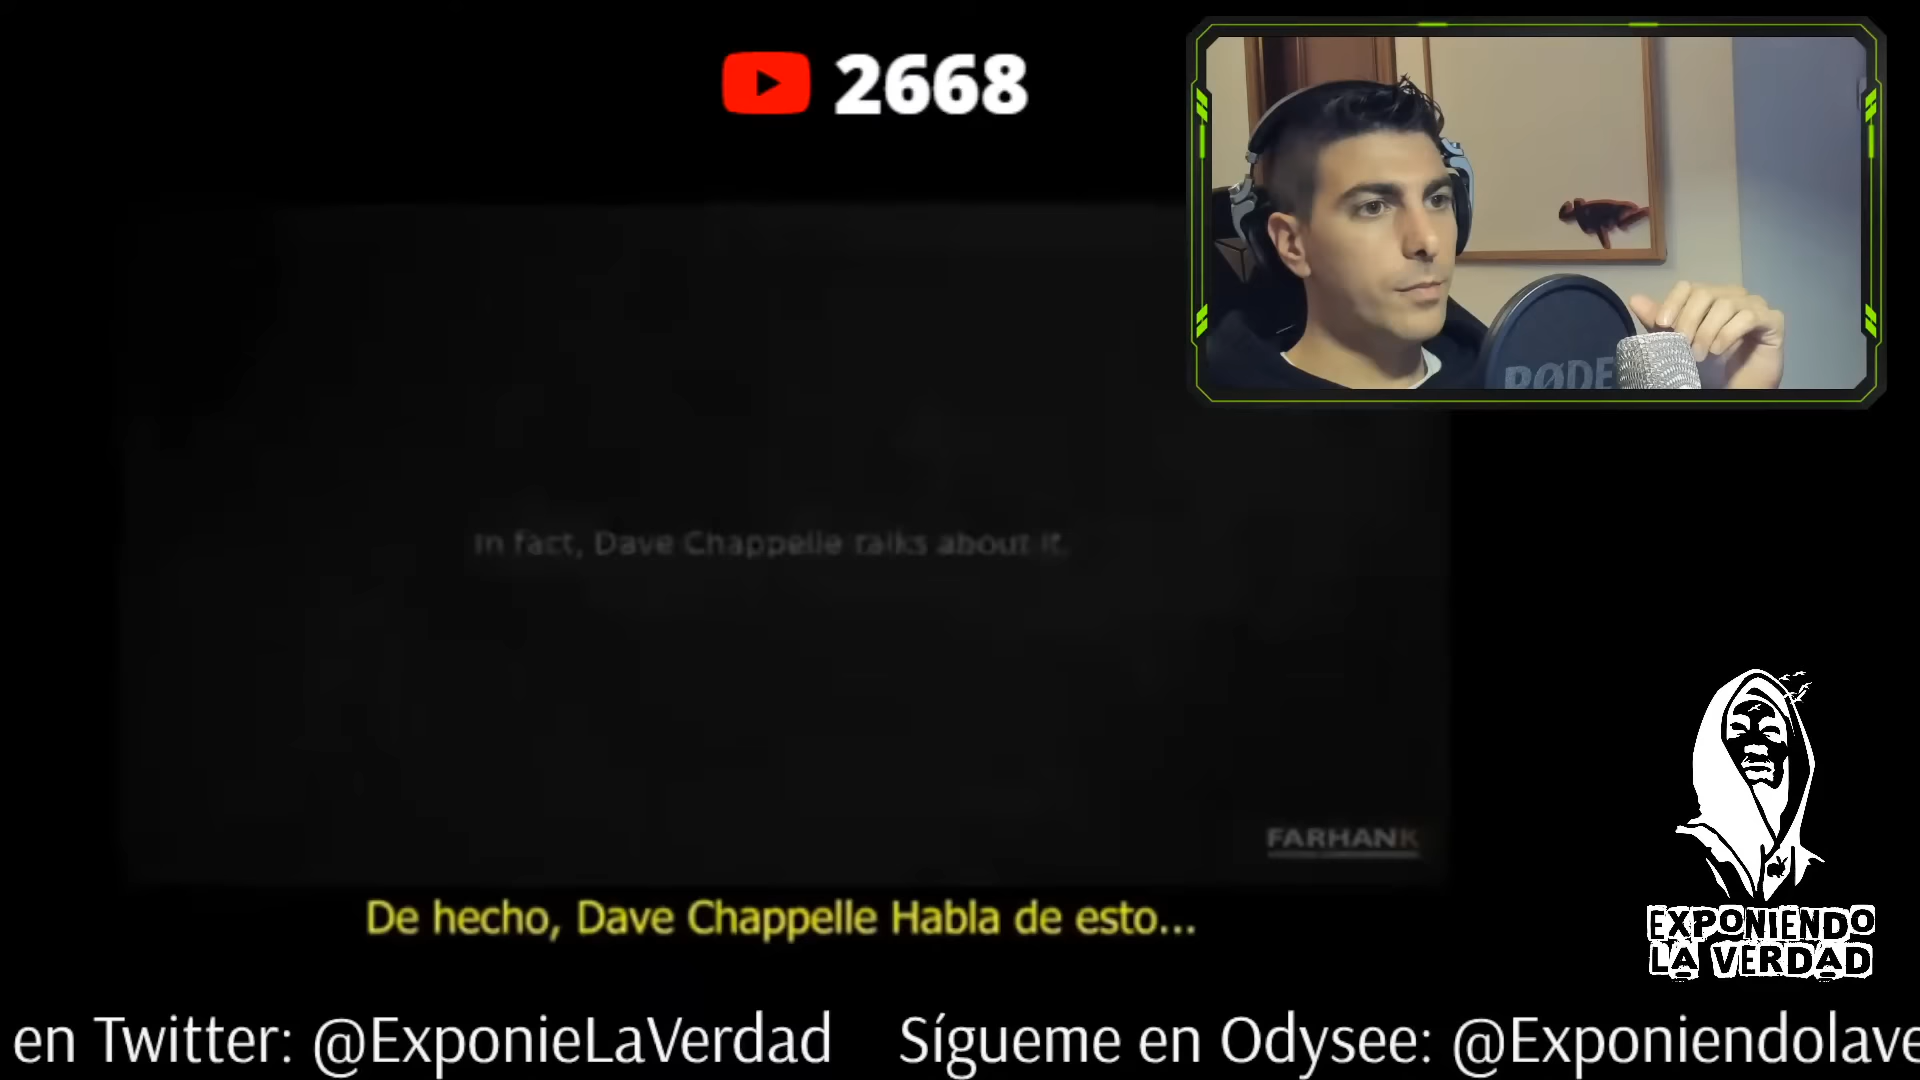 2668
RØDE
In fact, Dave Chappelle talks about it.
FARHANK
De hecho, Dave Chappelle Habla de esto...
EXPONIENDO
LA VERDAD
en Twitter: @ExponieLaVerdad Sígueme en Odysee: @Exponiendolave